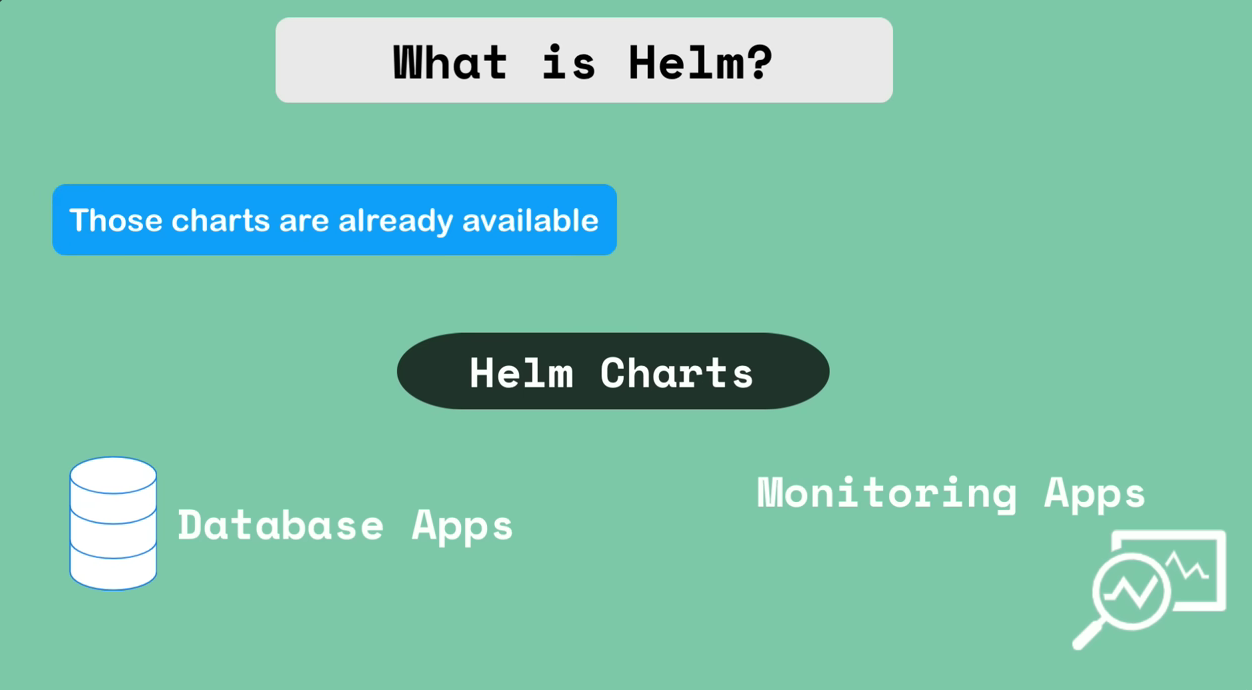 What is Helm?
Those charts are already available
Helm Charts
Monitoring Apps
Database Apps